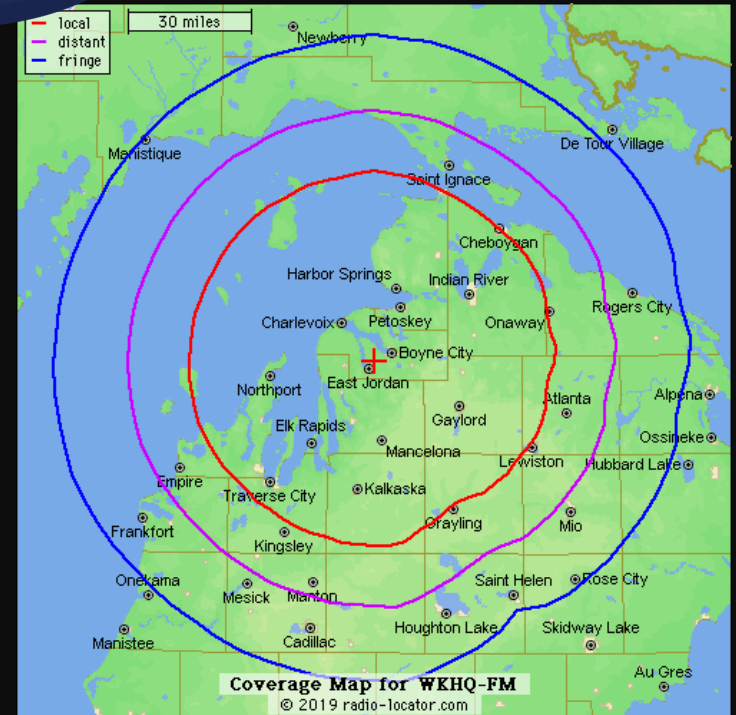 local
distant
fringe
30 miles
Newberry
De Tour Village
Manistique
Saint Ignace
Cheboygan
Harbor Springs
Indian River
Rogers City
Charlevoix
Petoskey
Onaway
Boyne City
East Jordan
Northport
Atlanta
Alpena
Gaylord
Elk Rapids
Ossineke
Mancelona
Lewiston
Hubbard Lake
Empire
Traverse City
Kalkaska
Grayling
Mio
Frankfort
Kingsley
Onekama
Mesick
Manton
Saint Helen
Rose City
Manistee
Cadillac
Houghton Lake
Skidway Lake
Au Gres
Coverage Map for WKHQ-FM
© 2019 radio-locator.com